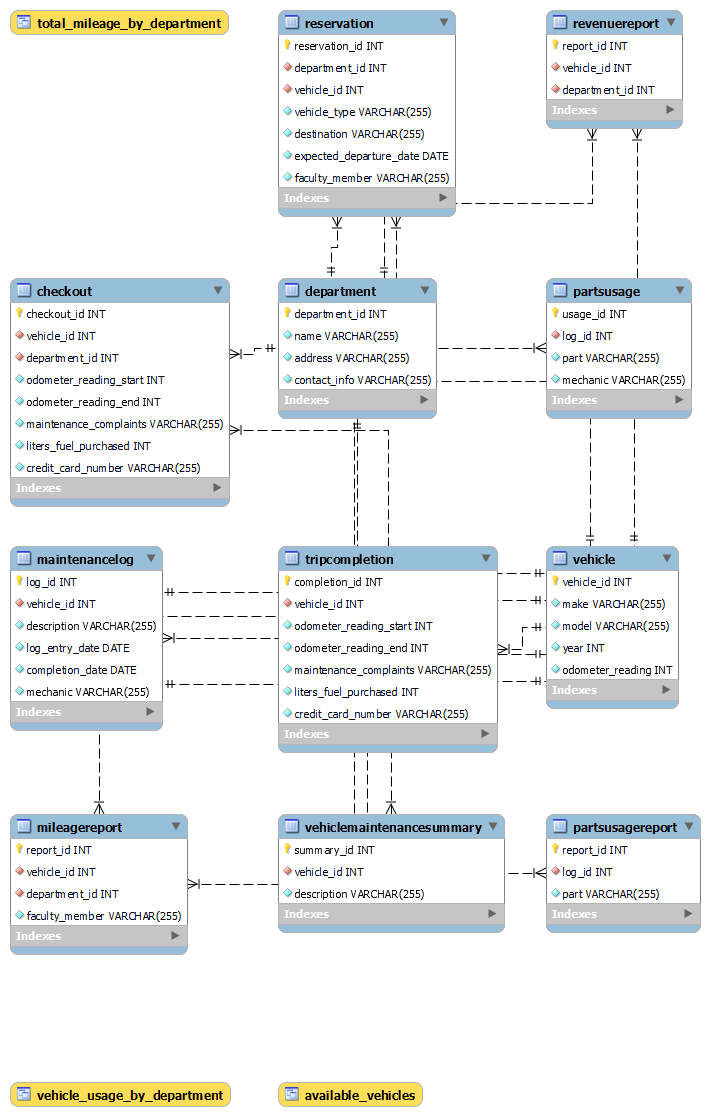 total_mileage_by_department
reservation
reservation_id INT
department_id INT
vehicle_id INT
vehicle_type VARCHAR(255)
destination VARCHAR(255)
expected_departure_date DATE
faculty_member VARCHAR(255)
Indexes
revenuereport
report_id INT
vehicle_id INT
department_id INT
Indexes
checkout
checkout_id INT
vehicle_id INT
department_id INT
odometer_reading_start INT
odometer_reading_end INT
maintenance_complaints VARCHAR(255)
liters_fuel_purchased INT
credit_card_number VARCHAR(255)
Indexes
department
department_id INT
name VARCHAR(255)
address VARCHAR(255)
contact_info VARCHAR(255)
Indexes
partsusage
usage_id INT
log_id INT
part VARCHAR(255)
mechanic VARCHAR(255)
Indexes
maintenancelog
log_id INT
vehicle_id INT
description VARCHAR(255)
log_entry_date DATE
completion_date DATE
mechanic VARCHAR(255)
Indexes
tripcompletion
completion_id INT
vehicle_id INT
odometer_reading_start INT
odometer_reading_end INT
maintenance_complaints VARCHAR(255)
liters_fuel_purchased INT
credit_card_number VARCHAR(255)
Indexes
vehicle
vehicle_id INT
make VARCHAR(255)
model VARCHAR(255)
year INT
odometer_reading INT
Indexes
mileagereport
report_id INT
vehicle_id INT
department_id INT
faculty_member VARCHAR(255)
Indexes
vehiclemaintenancesummary
summary_id INT
vehicle_id INT
description VARCHAR(255)
Indexes
partsusagereport
report_id INT
log_id INT
part VARCHAR(255)
Indexes
vehicle_usage_by_department
available_vehicles